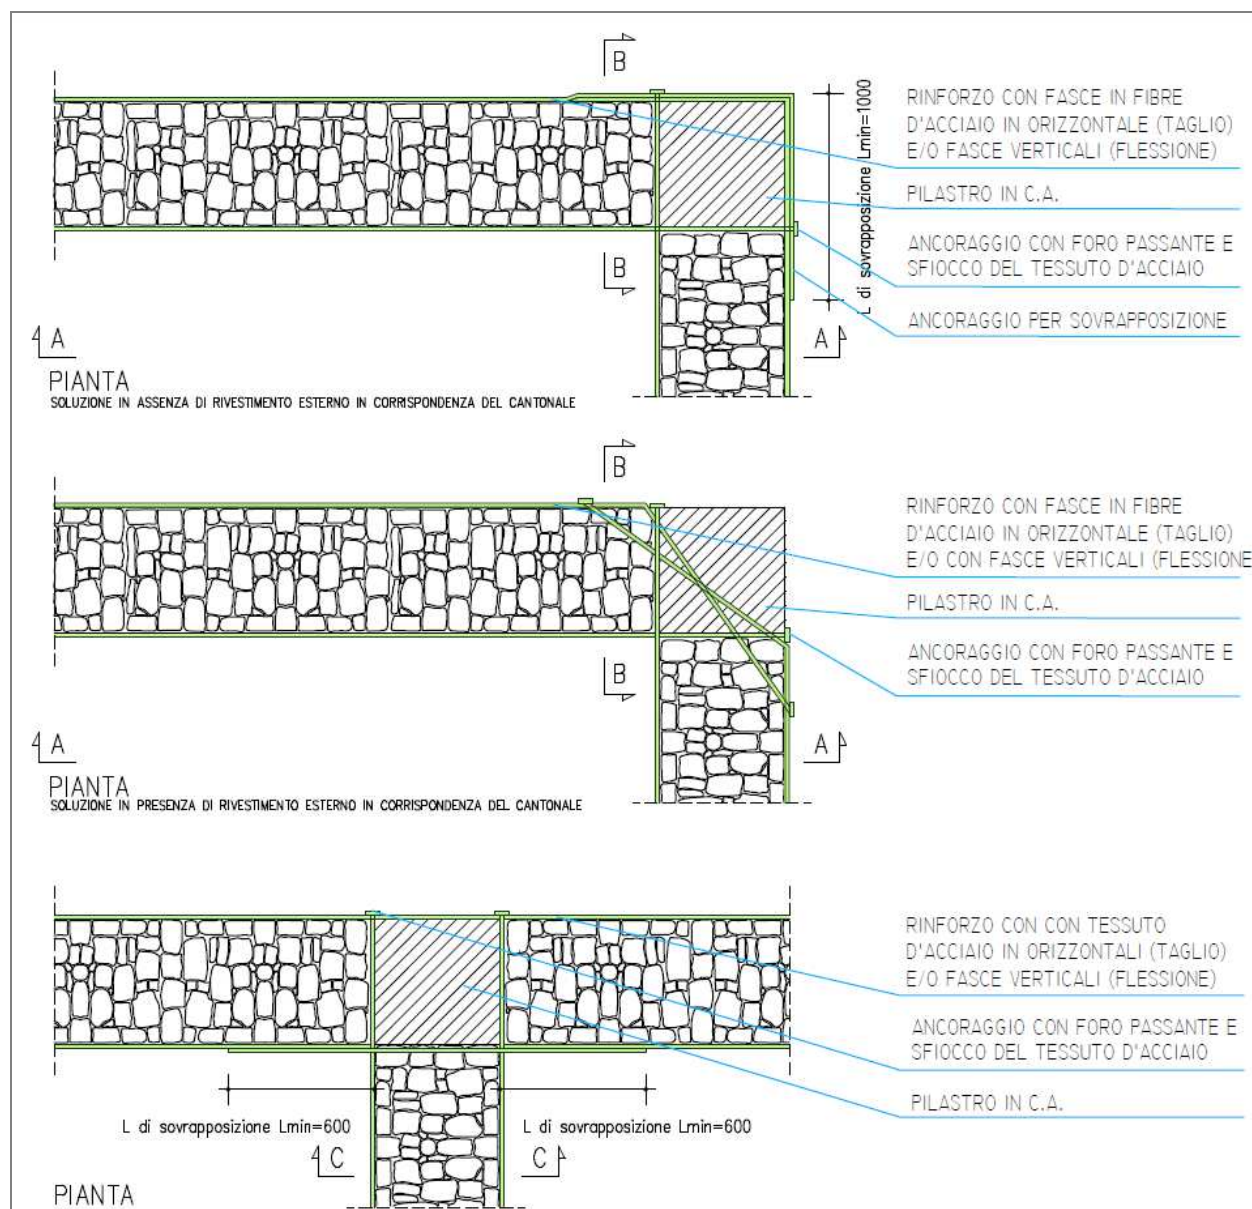 B
RINFORZO CON FASCE IN FIBRE
D'ACCIAIO IN ORIZZONTALE (TAGLIO)
E/O FASCE VERTICALI (FLESSIONE)
PILASTRO IN C.A.
ANCORAGGIO CON FORO PASSANTE E
SFIOCCO DEL TESSUTO D'ACCIAIO
ANCORAGGIO PER SOVRAPPOSIZIONE
L di sovrapposizione Lmin=1000
B
A
A
PIANTA
SOLUZIONE IN ASSENZA DI RIVESTIMENTO ESTERNO IN CORRISPONDENZA DEL CANTONALE
B
RINFORZO CON FASCE IN FIBRE
D'ACCIAIO IN ORIZZONTALE (TAGLIO)
E/O CON FASCE VERTICALI (FLESSIONE
PILASTRO IN C.A.
ANCORAGGIO CON FORO PASSANTE E
SFIOCCO DEL TESSUTO D'ACCIAIO
B
A
A
PIANTA
SOLUZIONE IN PRESENZA DI RIVESTIMENTO ESTERNO IN CORRISPONDENZA DEL CANTONALE
RINFORZO CON CON TESSUTO
D'ACCIAIO IN ORIZZONTALI (TAGLIO)
E/O FASCE VERTICALI (FLESSIONE)
ANCORAGGIO CON FORO PASSANTE E
SFIOCCO DEL TESSUTO D'ACCIAIO
PILASTRO IN C.A.
L di sovrapposizione Lmin=600
L di sovrapposizione Lmin=600
C
C
PIANTA